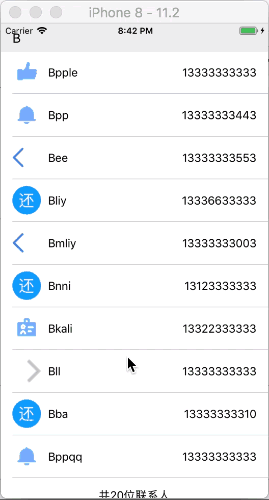 iPhone 8 - 11.2
Carrier 8:42 PM
B
Bpple 13333333333
Bpp 13333333443
Bee 13333333553
还 Bliy 13336633333
Bmliy 13333333003
还 Bnni 13123333333
Bkali 13322333333
Bll 13333333333
还 Bba 13333333310
Bppqq 13333333333
共20位联系人